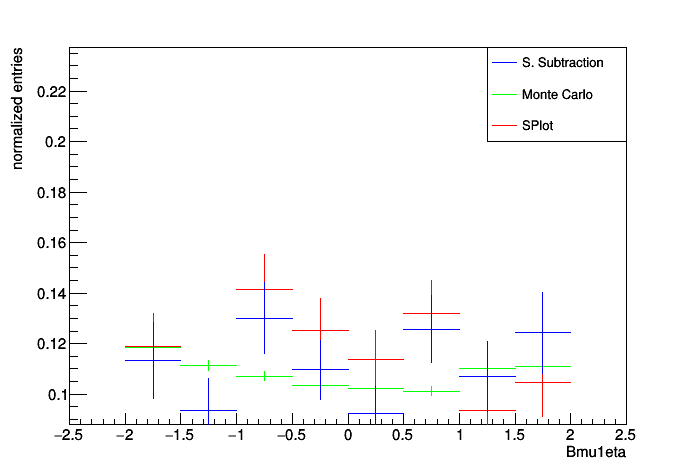 normalized entries
0.22
0.2
0.18
0.16
0.14
0.12
0.1
S. Subtraction
Monte Carlo
SPlot
−2.5 −2 −1.5 −1 −0.5 0 0.5 1 1.5 2 2.5
Bmu1eta